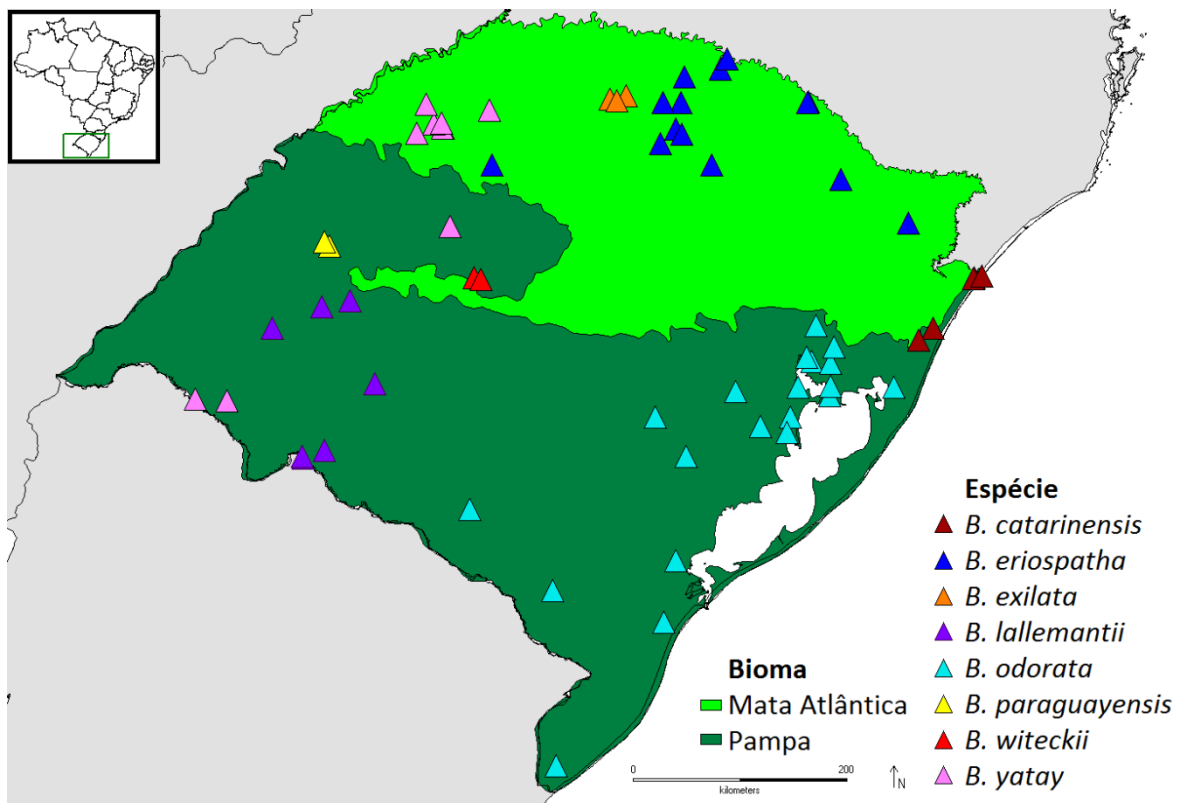 Espécie
B. catarinensis
B. eriospatha
B. exilata
B. lallemantii
B. odorata
B. paraguayensis
B. witeckii
B. yatay
Bioma
Mata Atlântica
Pampa
0 200
kilometers
N